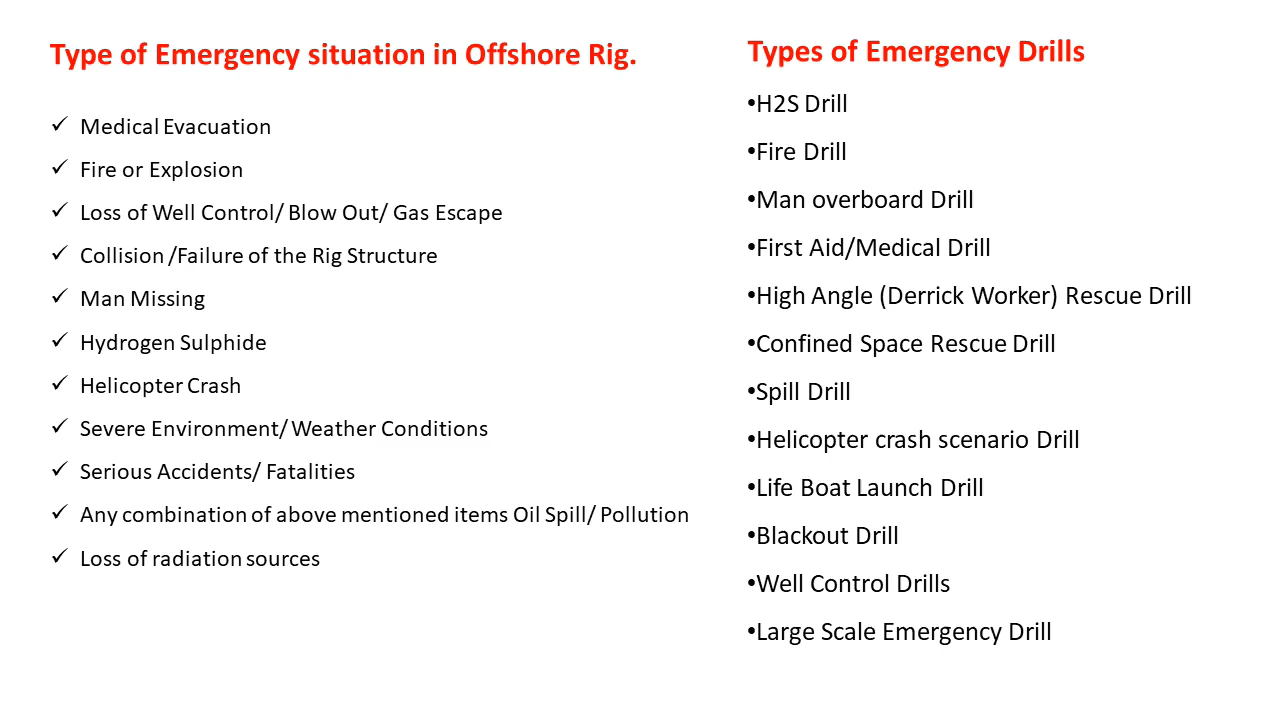 Type of Emergency situation in Offshore Rig.
✓ Medical Evacuation
✓ Fire or Explosion
✓ Loss of Well Control/ Blow Out/ Gas Escape
✓ Collision /Failure of the Rig Structure
✓ Man Missing
✓ Hydrogen Sulphide
✓ Helicopter Crash
✓ Severe Environment/ Weather Conditions
✓ Serious Accidents/ Fatalities
✓ Any combination of above mentioned items Oil Spill/ Pollution
✓ Loss of radiation sources
Types of Emergency Drills
•H2S Drill
•Fire Drill
•Man overboard Drill
•First Aid/Medical Drill
•High Angle (Derrick Worker) Rescue Drill
•Confined Space Rescue Drill
•Spill Drill
•Helicopter crash scenario Drill
•Life Boat Launch Drill
•Blackout Drill
•Well Control Drills
•Large Scale Emergency Drill